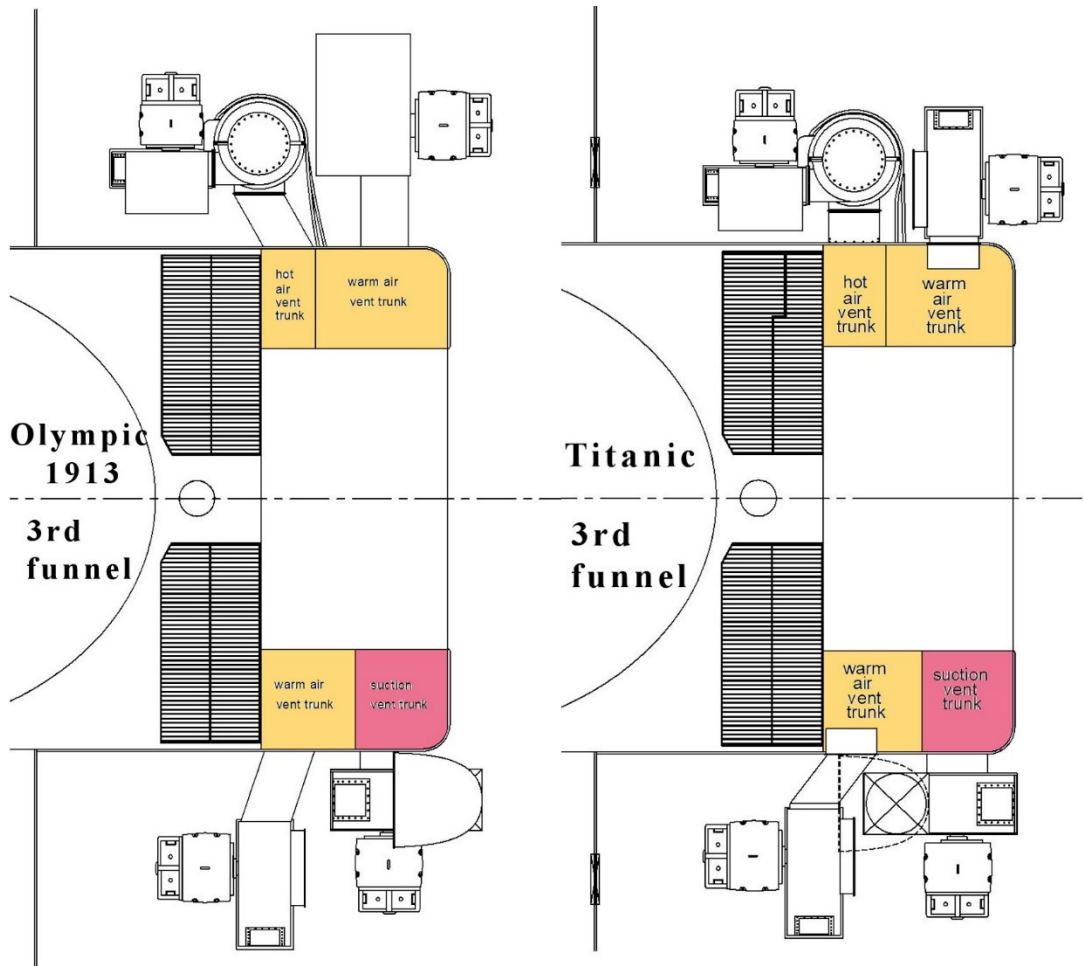 hot
air
vent
trunk
warm air
vent trunk
Olympic
1913
3rd
funnel
warm air
vent trunk
suction
vent trunk
hot
air
vent
trunk
warm
air
vent
trunk
Titanic
3rd
funnel
warm
air
vent
trunk
suction
vent
trunk